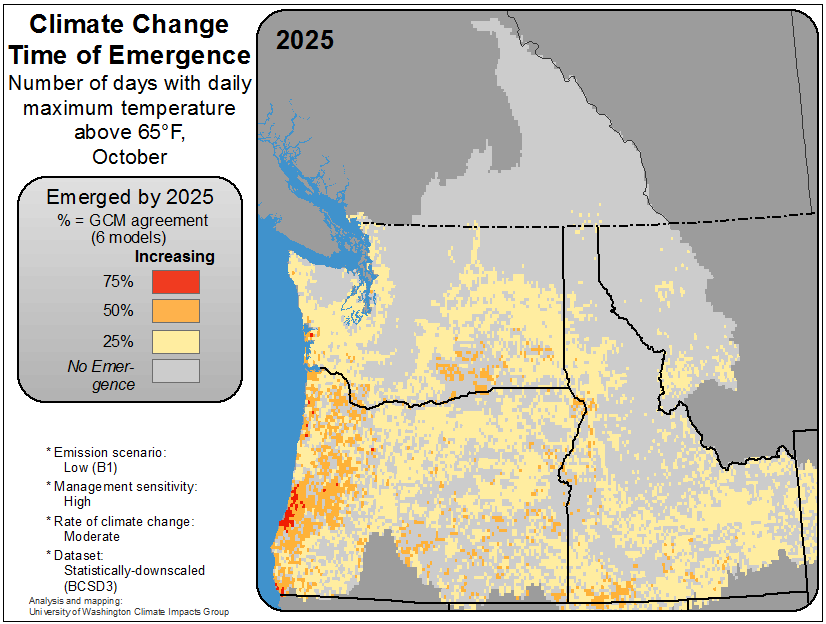 Climate Change
Time of Emergence
Number of days with daily
maximum temperature
above 65°F,
October
2025
Emerged by 2025
% = GCM agreement
(6 models)
Increasing
75%
50%
25%
No Emer-
gence
* Emission scenario:
Low (B1)
* Management sensitivity:
High
* Rate of climate change:
Moderate
* Dataset:
Statistically-downscaled
(BCSD3)
Analysis and mapping:
University of Washington Climate Impacts Group